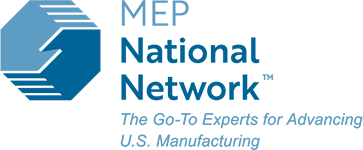 MEP
National
Network™
The Go-To Experts for Advancing
U.S. Manufacturing